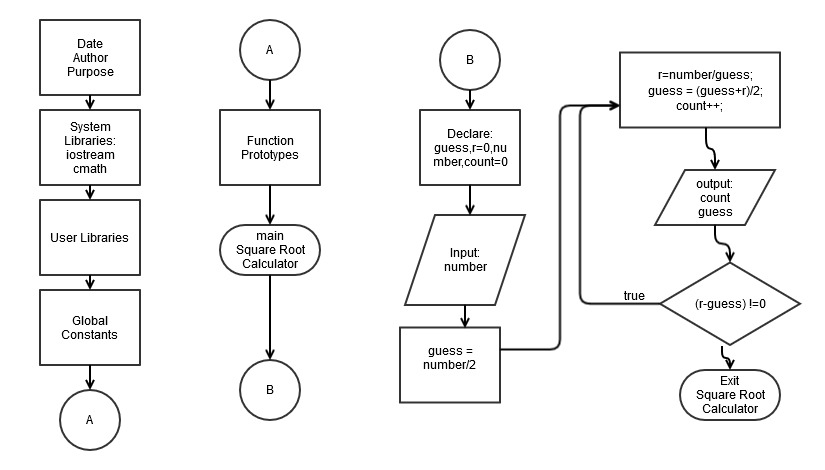 Date
Author
Purpose
System
Libraries:
iostream
cmath
User Libraries
Global
Constants
A
A
Function
Prototypes
main
Square Root
Calculator
B
B
Declare:
guess,r=0,nu
mber,count=0
Input:
number
guess =
number/2
r=number/guess;
guess = (guess+r)/2;
count++;
output:
count
guess
(r-guess) !=0
true
Exit
Square Root
Calculator